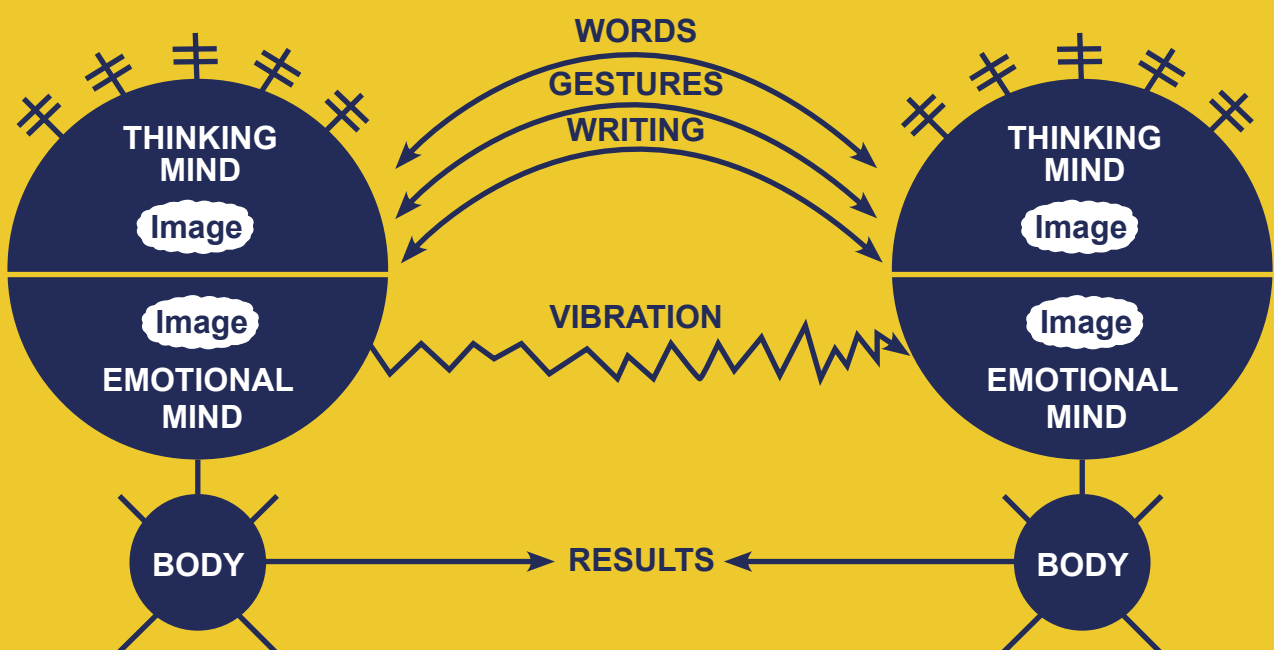 WORDS
GESTURES
WRITING
THINKING
MIND
Image
Image
EMOTIONAL
MIND
BODY
VIBRATION
RESULTS
THINKING
MIND
Image
Image
EMOTIONAL
MIND
BODY